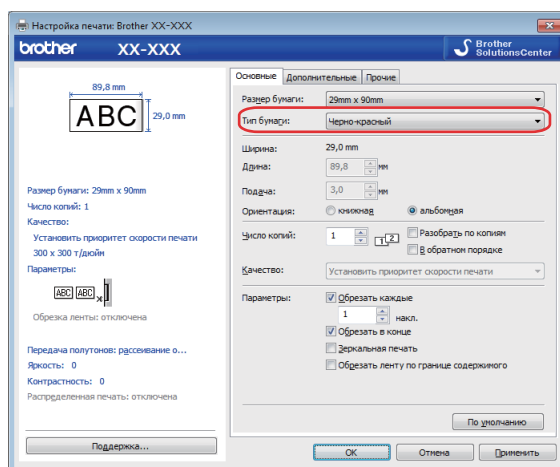 Настройка печати: Brother XX-XXX
brother XX-XXX
Brother
SolutionsCenter
89,8 mm
ABC
29,0 mm
Размер бумаги: 29mm x 90mm
Число копий: 1
Качество:
Установить приоритет скорости печати
300 x 300 т/дюйм
Параметры:
ABC ABC
Обрезка ленты: отключена
Передача полутонов: рассеивание о...
Яркость: 0
Контрастность: 0
Распределенная печать: отключена
Поддержка...
Основные Дополнительные Прочие
Размер бумаги: 29mm x 90mm
Тип бумаги: Черно-красный
Ширина: 29,0 mm
Длина: 89,8 мм
Подача: 3,0 мм
Ориентация: книжная альбомная
Число копий: 1 1 2 Разобрать по копиям
В обратном порядке
Качество: Установить приоритет скорости печати
Параметры: Обрезать каждые
1 накл.
Обрезать в конце
Зеркальная печать
Обрезать ленту по границе содержимого
По умолчанию
OK Отмена Применить